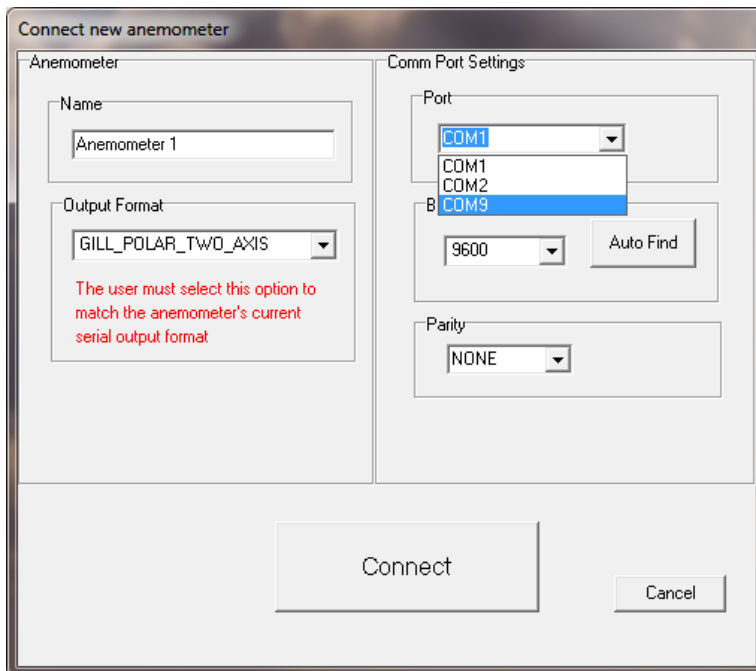 Connect new anemometer
Anemometer
Name
Anemometer 1
Output Format
GILL_POLAR_TWO_AXIS
The user must select this option to
match the anemometer's current
serial output format
Comm Port Settings
Port
COM1
COM1
COM2
COM9
B
9600
Auto Find
Parity
NONE
Connect
Cancel